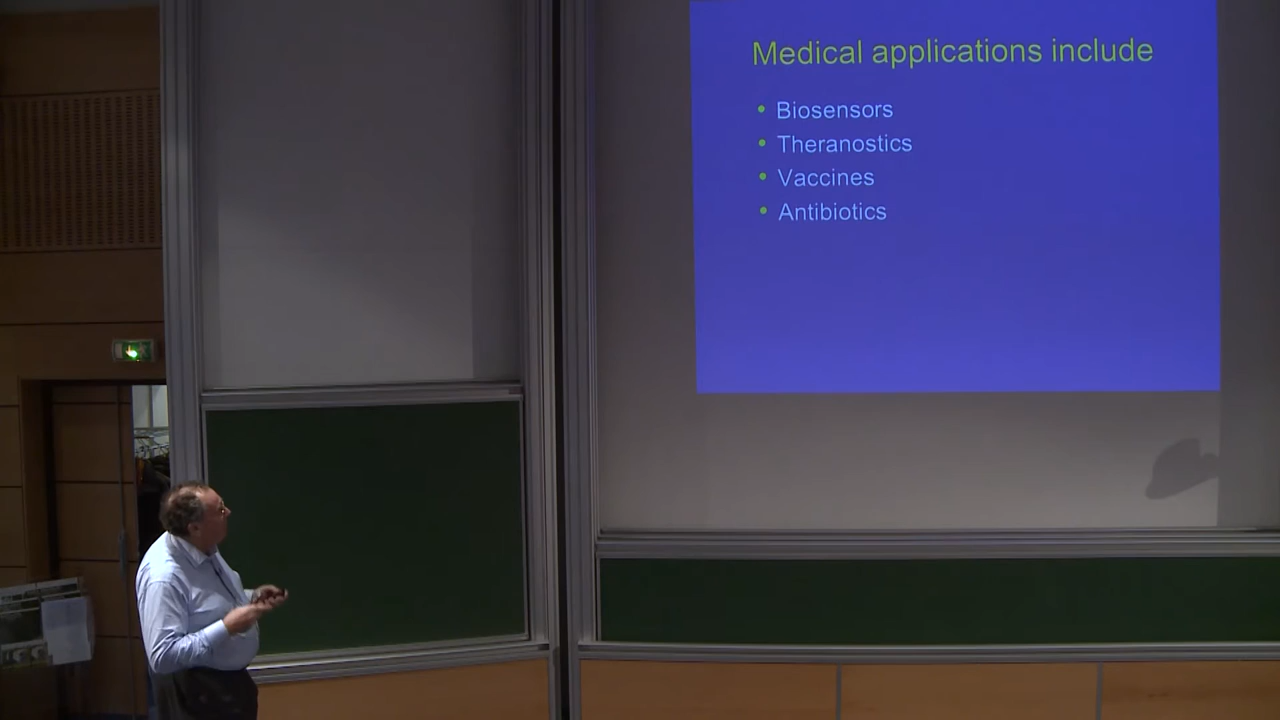 Medical applications include
• Biosensors
• Theranostics
• Vaccines
• Antibiotics